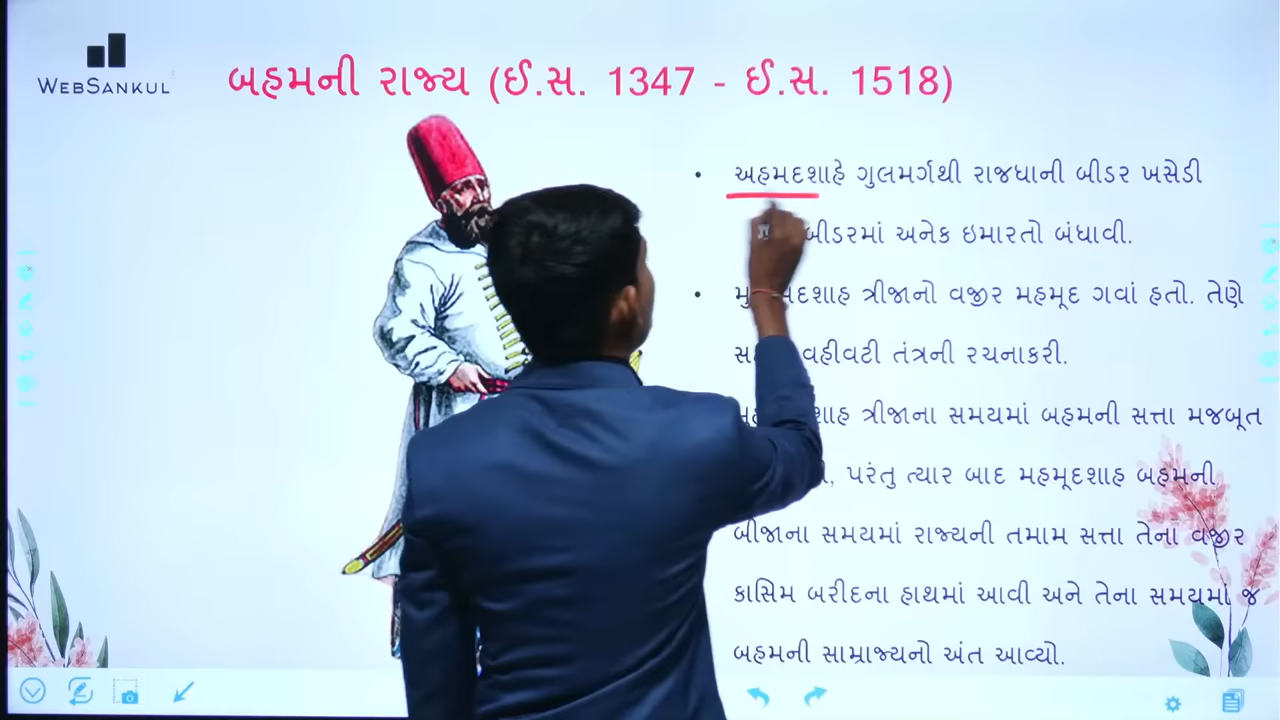 WEBSANKUL
બહમની રાજ્ય (ઈ.સ. 1347 - ઈ.સ. 1518)
• અહમદશાહે ગુલમર્ગથી રાજધાની બીડર ખસેડી
બીડરમાં અનેક ઇમારતો બંધાવી.
• ત્રીજાનો વજીર મહમૂદ ગવાં હતો. તેણે
વહીવટી તંત્રની રચનાકરી.
ત્રીજાના સમયમાં બહમની સત્તા મજબૂત
પરંતુ ત્યાર બાદ મહમૂદશાહ બહમની
બીજાના સમયમાં રાજ્યની તમામ સત્તા તેના વજીર
કાસિમ બરીદના હાથમાં આવી અને તેના સમયમાં જ
બહમની સામ્રાજ્યનો અંત આવ્યો.